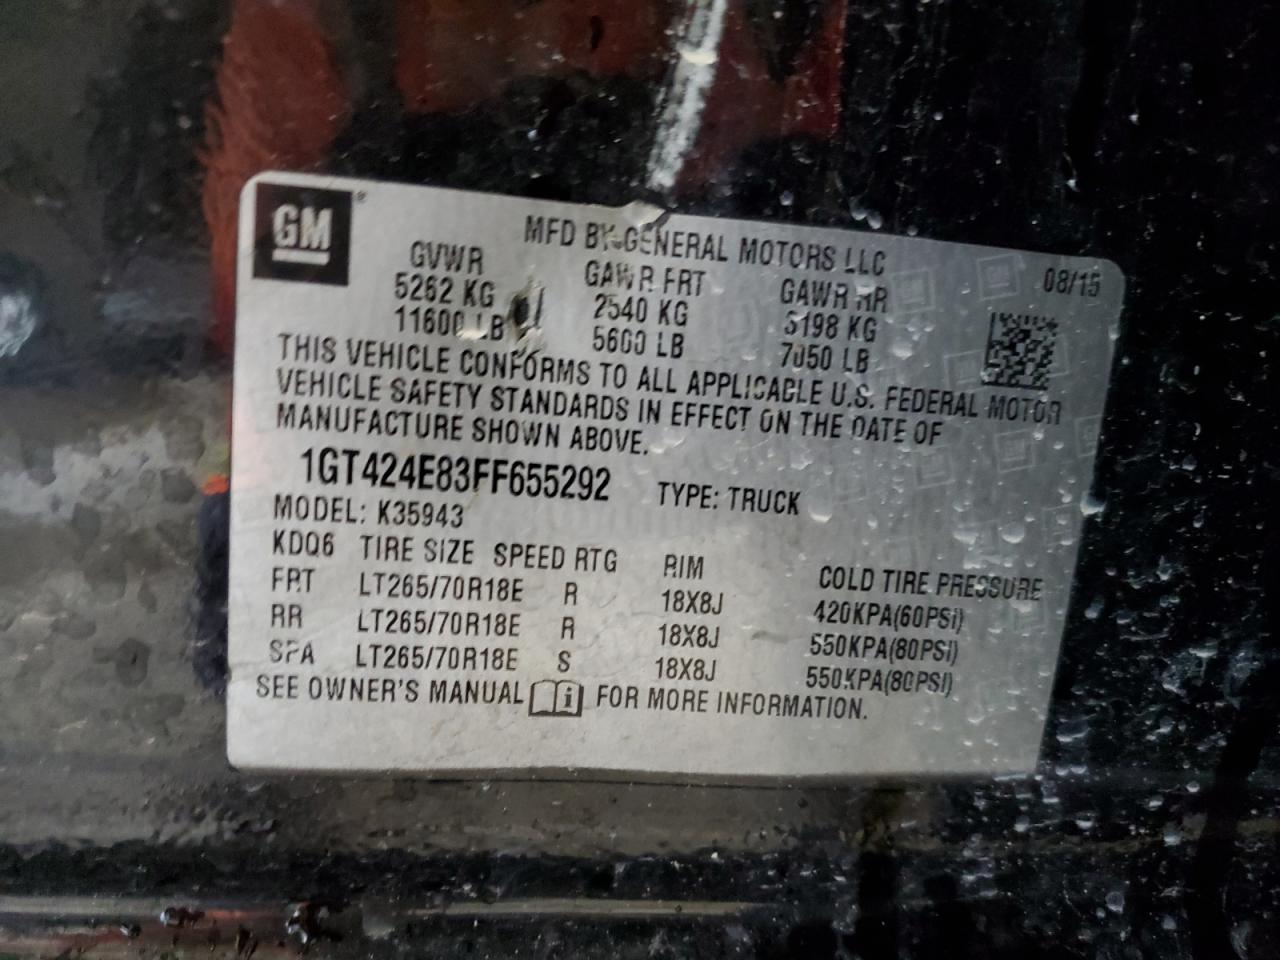 GM ®
MFD BY GENERAL MOTORS LLC
08/15
GVWR GAWR FRT GAWR RR
5262 KG 2540 KG 3198 KG
11600 LB 5600 LB 7050 LB
THIS VEHICLE CONFORMS TO ALL APPLICABLE U.S. FEDERAL MOTOR
VEHICLE SAFETY STANDARDS IN EFFECT ON THE DATE OF
MANUFACTURE SHOWN ABOVE.
1GT424E83FF655292 TYPE: TRUCK
MODEL: K35943
KDQ6 TIRE SIZE SPEED RTG RIM COLD TIRE PRESSURE
FRT LT265/70R18E R 18X8J 420KPA(60PSI)
RR LT265/70R18E R 18X8J 550KPA(80PSI)
SPA LT265/70R18E S 18X8J 550KPA(80PSI)
SEE OWNER'S MANUAL FOR MORE INFORMATION.